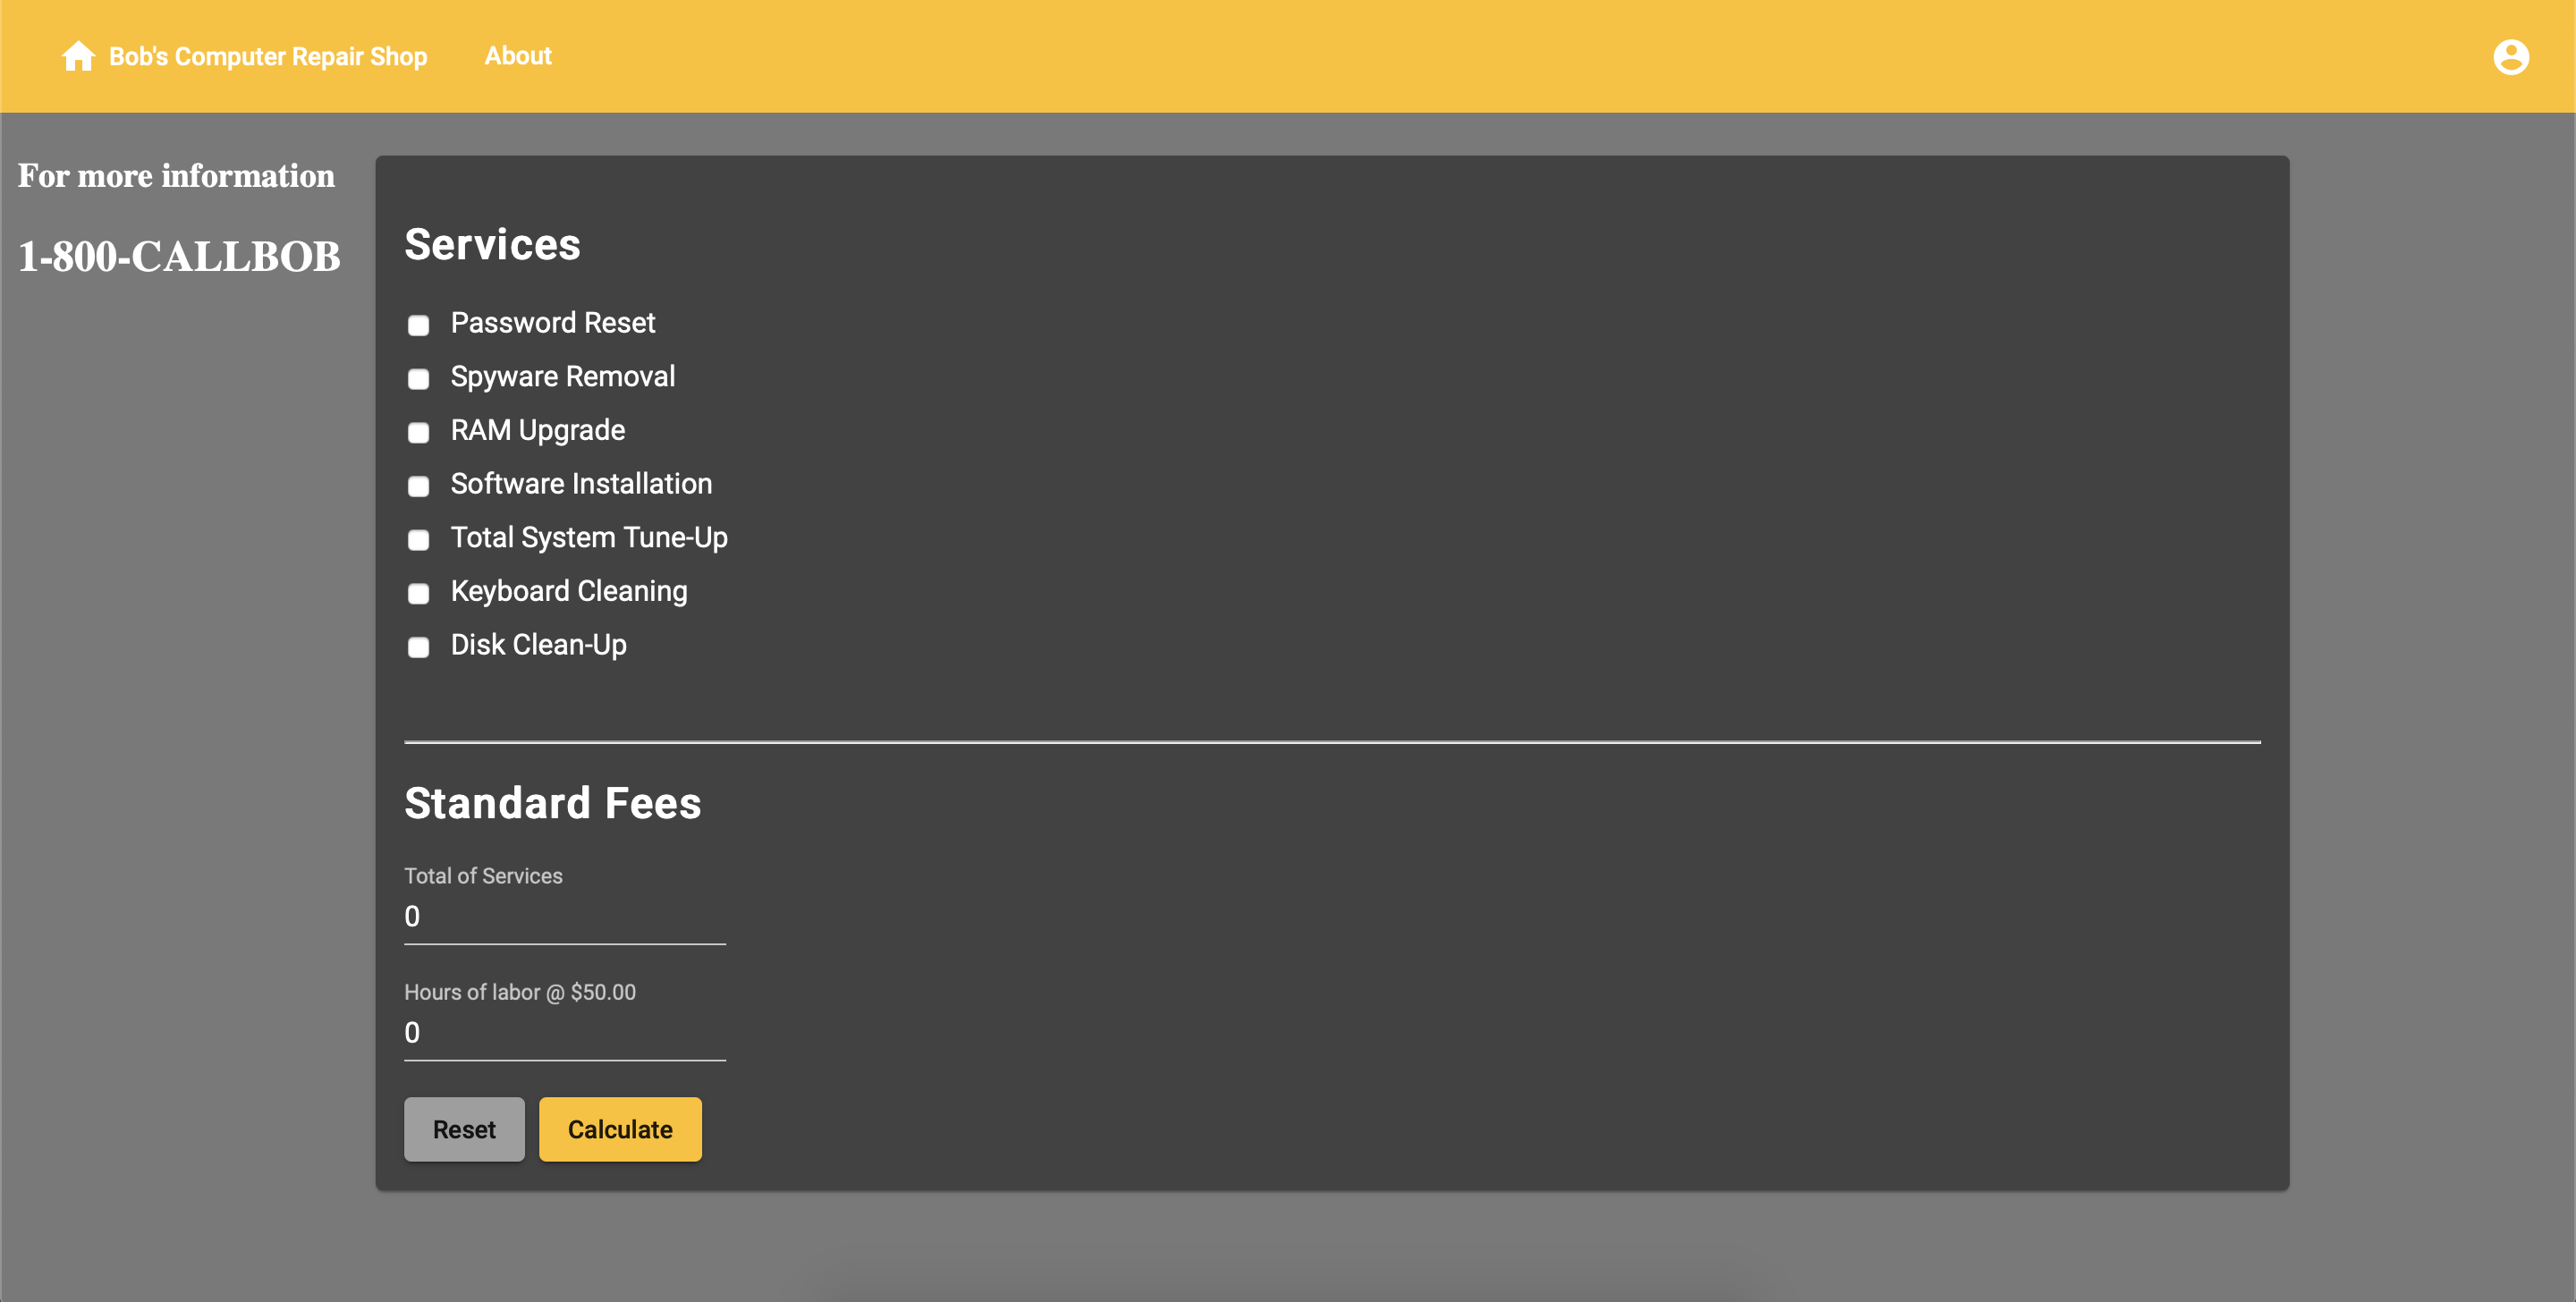 Bob's Computer Repair Shop
About
For more information
1-800-CALLBOB
Services
Password Reset
Spyware Removal
RAM Upgrade
Software Installation
Total System Tune-Up
Keyboard Cleaning
Disk Clean-Up
Standard Fees
Total of Services
0
Hours of labor @ $50.00
0
Reset
Calculate